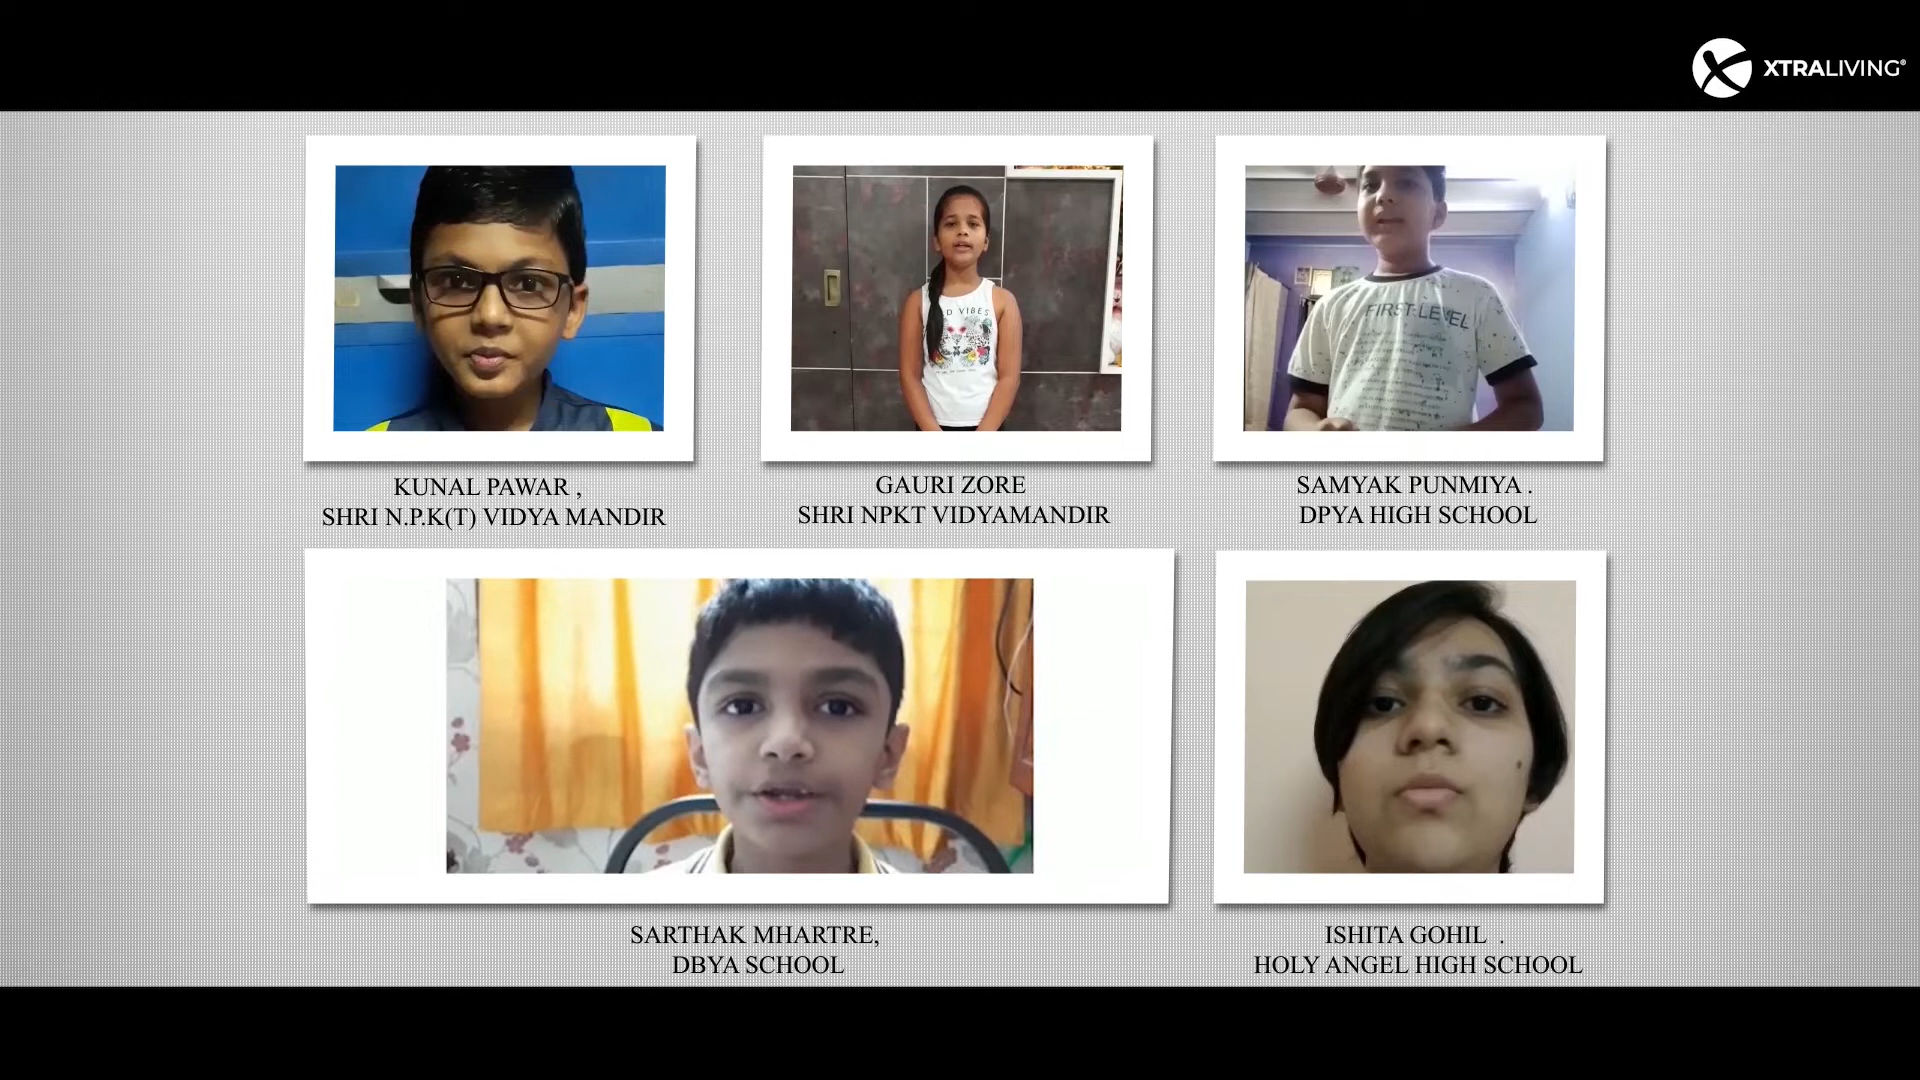 XTRALIVING®
KUNAL PAWAR ,
SHRI N.P.K(T) VIDYA MANDIR
GAURI ZORE
SHRI NPKT VIDYAMANDIR
SAMYAK PUNMIYA .
DPYA HIGH SCHOOL
D VIBES
FIRST LEVEL
SARTHAK MHARTRE,
DBYA SCHOOL
ISHITA GOHIL .
HOLY ANGEL HIGH SCHOOL